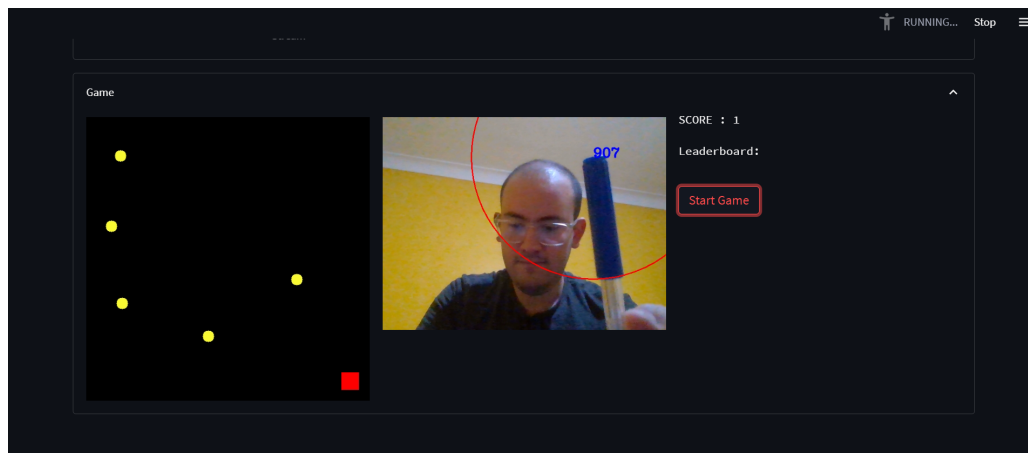 RUNNING...
Stop
Game
SCORE : 1
Leaderboard:
907
Start Game